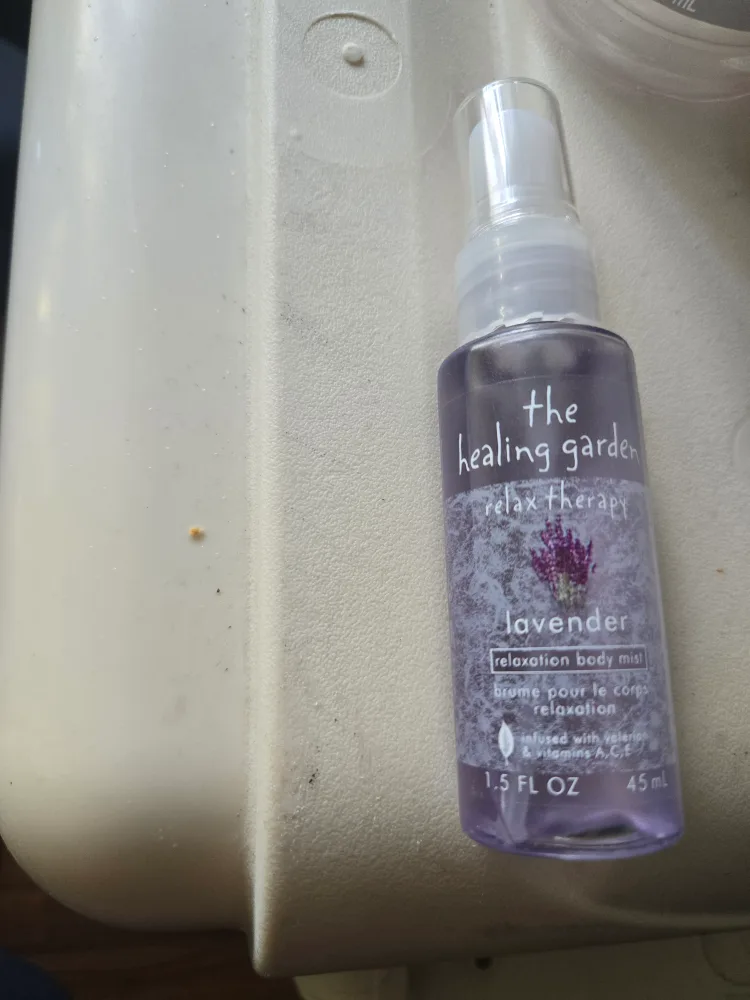 mL
the
healing garden
relax therapy
lavender
relaxation body mist
brume pour le corps
relaxation
infused with valerian
& vitamins A,C,E
1.5 FL OZ 45 mL